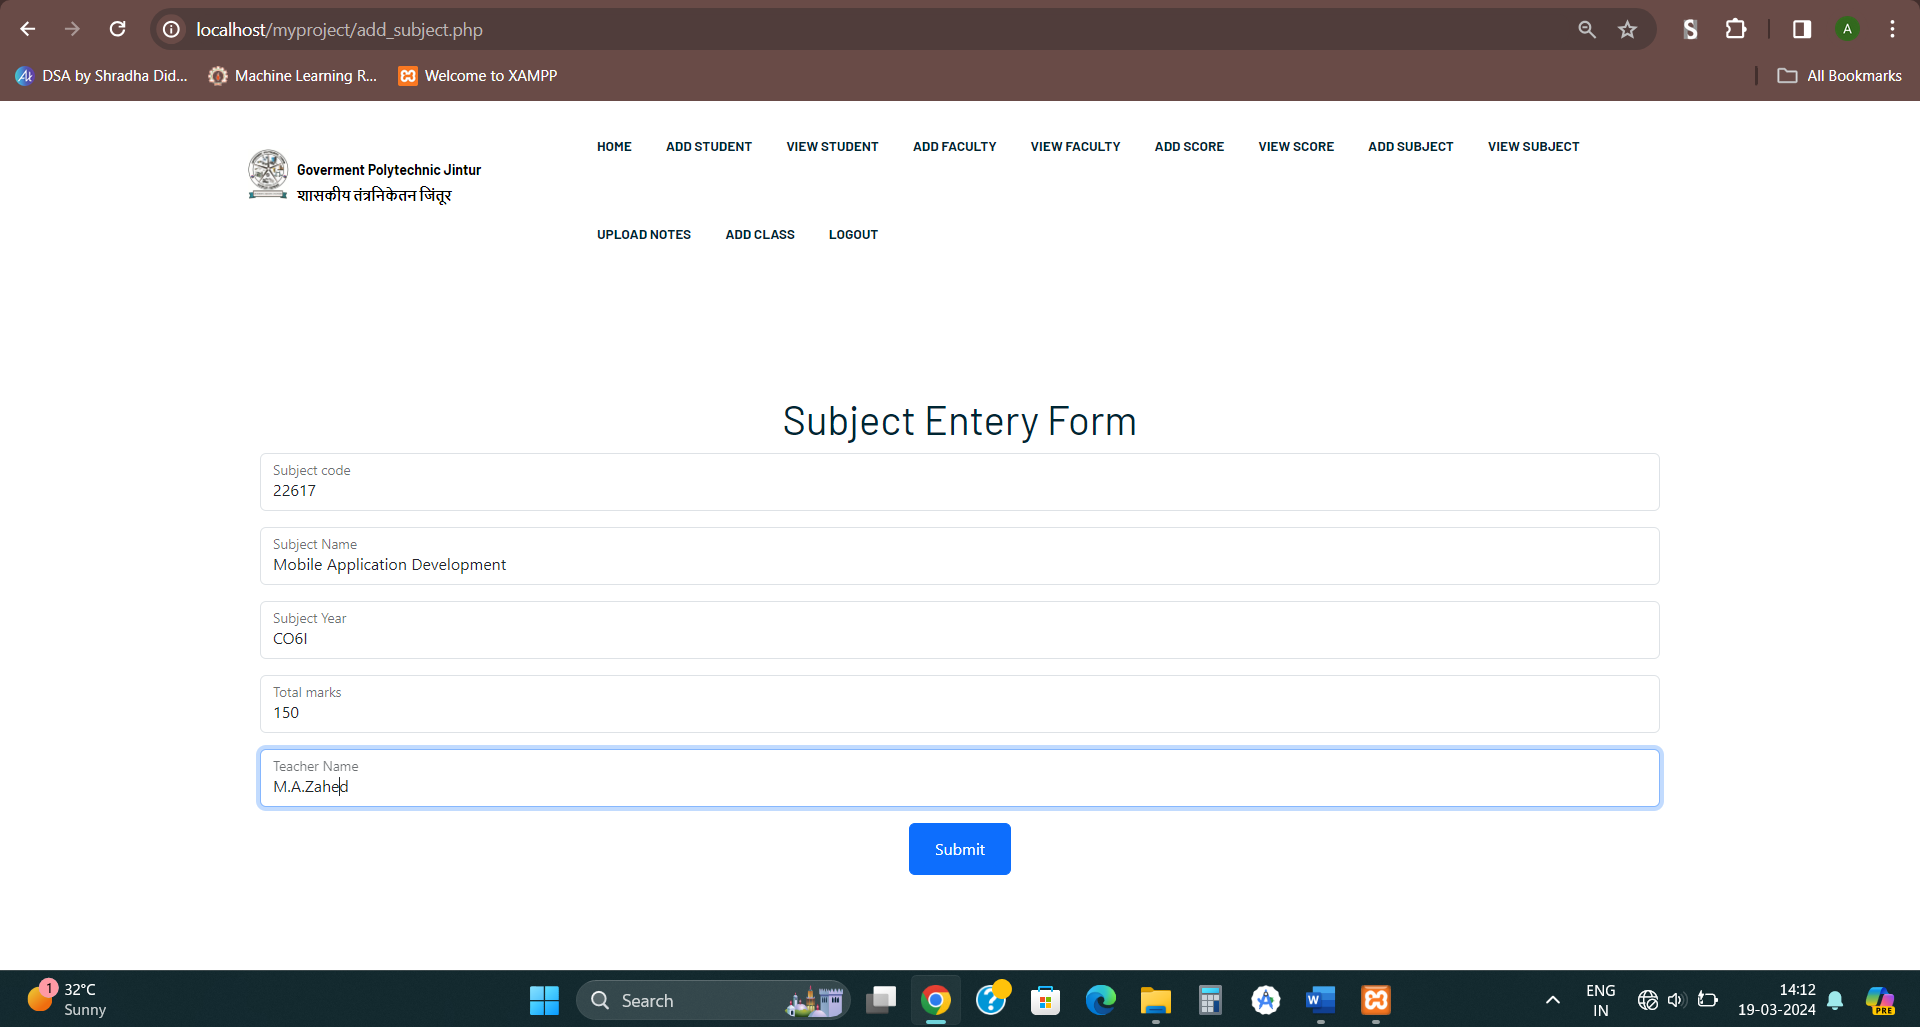 localhost/myproject/add_subject.php
A
DSA by Shradha Did...
Machine Learning R...
Welcome to XAMPP
All Bookmarks
Goverment Polytechnic Jintur
शासकीय तंत्रनिकेतन जिंतूर
HOME
ADD STUDENT
VIEW STUDENT
ADD FACULTY
VIEW FACULTY
ADD SCORE
VIEW SCORE
ADD SUBJECT
VIEW SUBJECT
UPLOAD NOTES
ADD CLASS
LOGOUT
Subject Entery Form
Subject code
22617
Subject Name
Mobile Application Development
Subject Year
CO6I
Total marks
150
Teacher Name
M.A.Zahed
Submit
1
32°C
Sunny
Search
ENG
IN
14:12
19-03-2024
PRE